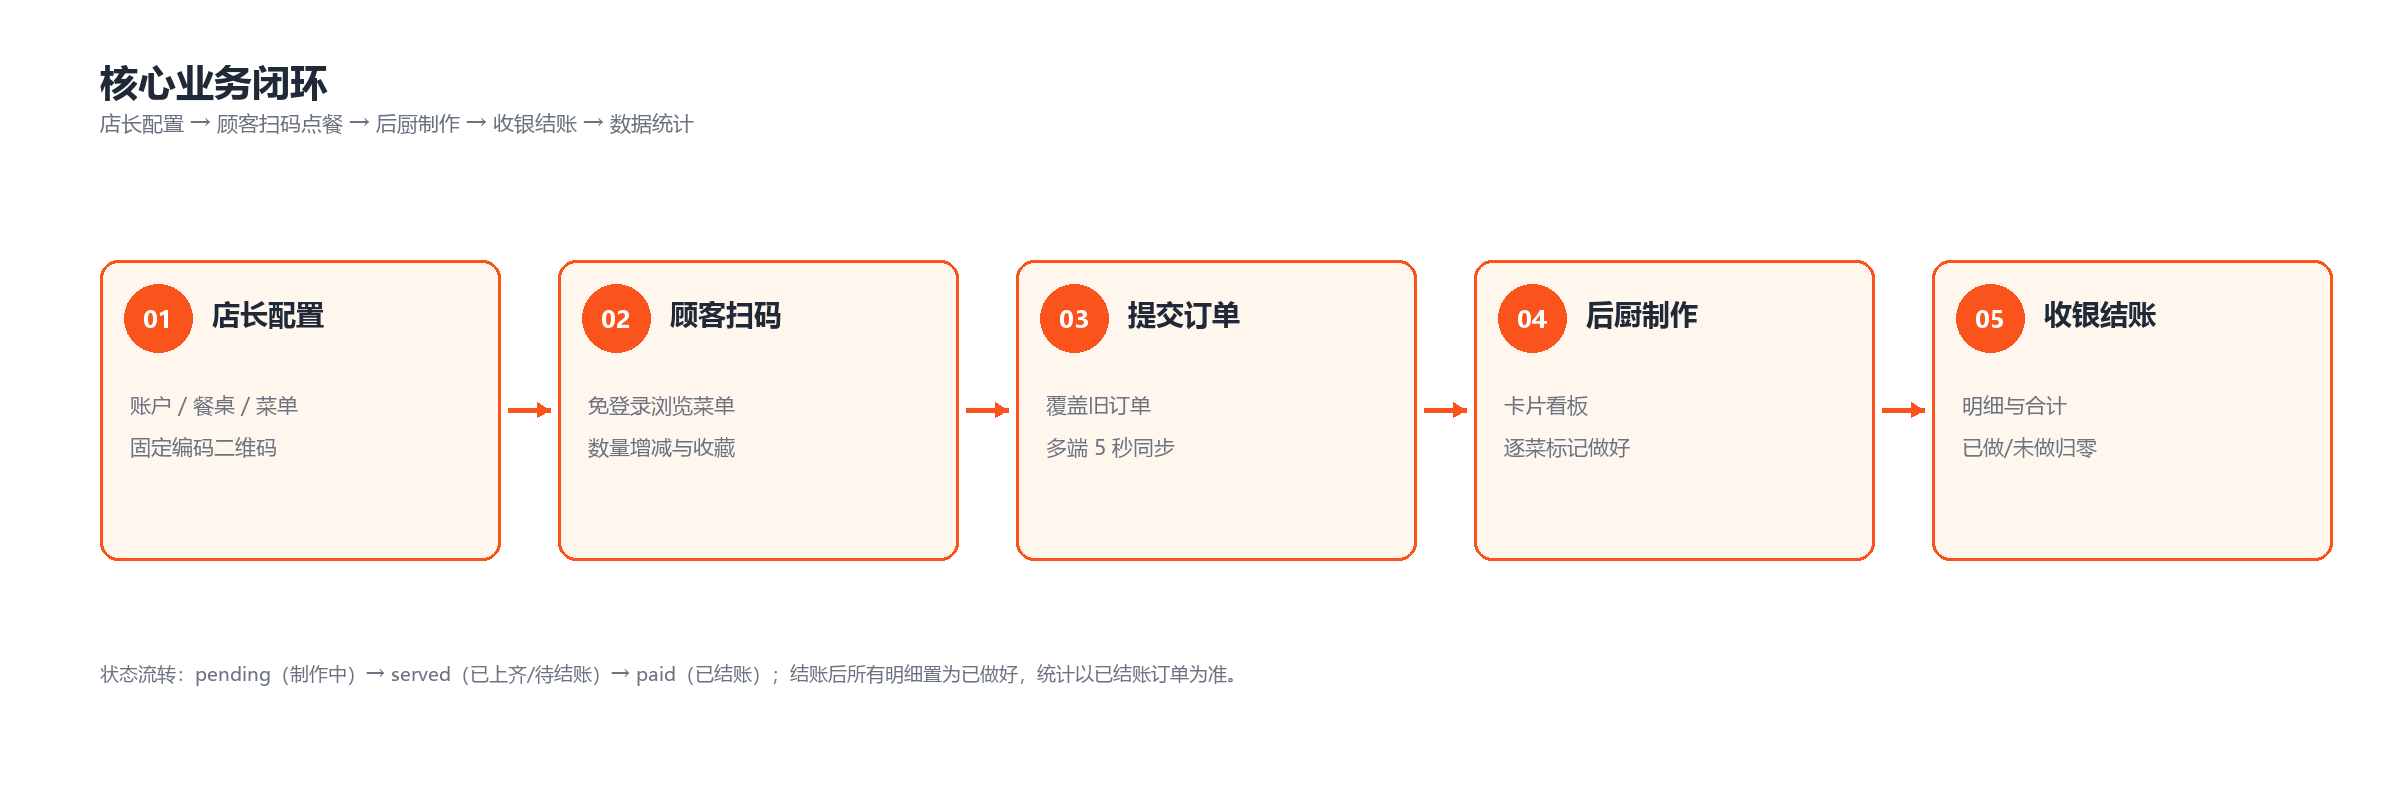 核心业务闭环
店长配置 → 顾客扫码点餐 → 后厨制作 → 收银结账 → 数据统计
01 店长配置
账户 / 餐桌 / 菜单
固定编码二维码
02 顾客扫码
免登录浏览菜单
数量增减与收藏
03 提交订单
覆盖旧订单
多端 5 秒同步
04 后厨制作
卡片看板
逐菜标记做好
05 收银结账
明细与合计
已做/未做归零
状态流转：pending（制作中）→ served（已上齐/待结账）→ paid（已结账）；结账后所有明细置为已做好，统计以已结账订单为准。